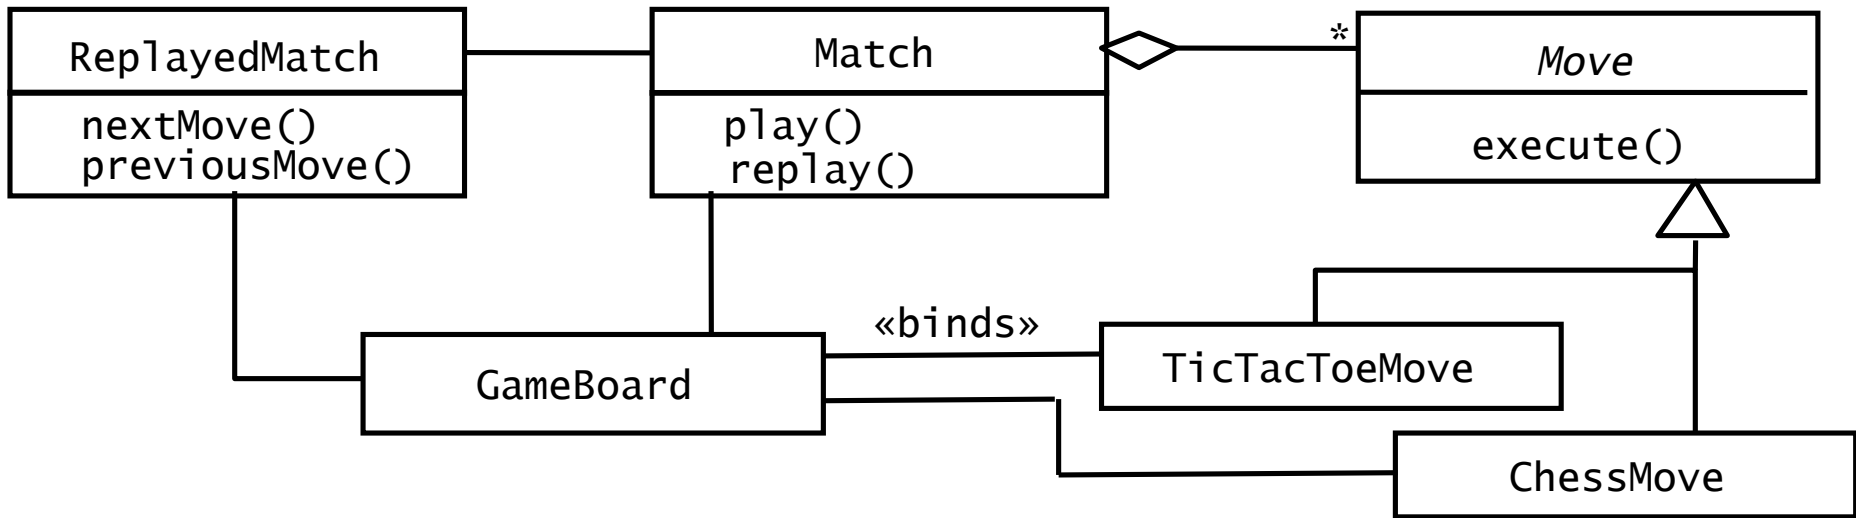 ReplayedMatch
nextMove()
previousMove()
Match
play()
replay()
*
Move
execute()
«binds»
GameBoard
TicTacToeMove
ChessMove